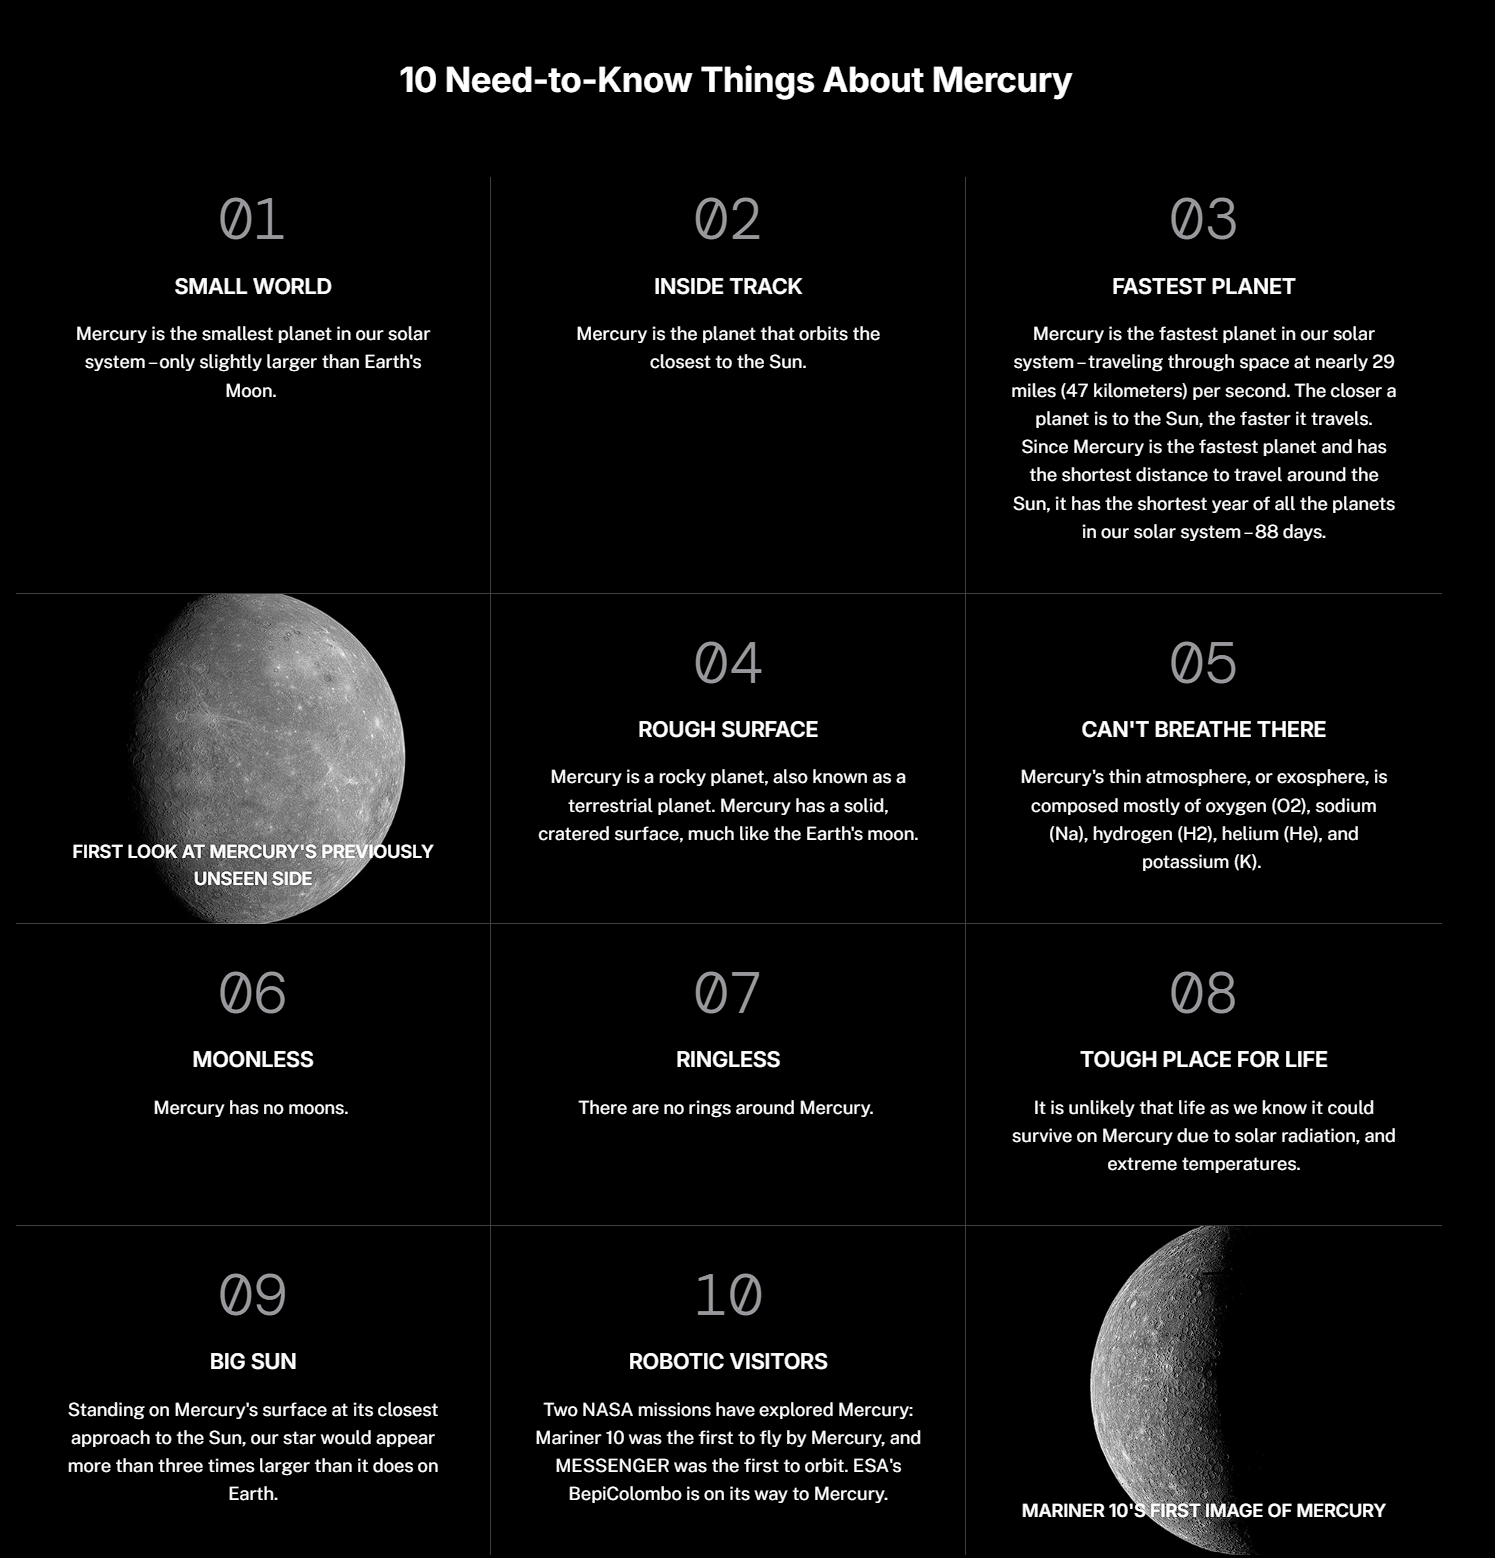 10 Need-to-Know Things About Mercury
01
SMALL WORLD
Mercury is the smallest planet in our solar
system – only slightly larger than Earth's
Moon.
02
INSIDE TRACK
Mercury is the planet that orbits the
closest to the Sun.
03
FASTEST PLANET
Mercury is the fastest planet in our solar
system – traveling through space at nearly 29
miles (47 kilometers) per second. The closer a
planet is to the Sun, the faster it travels.
Since Mercury is the fastest planet and has
the shortest distance to travel around the
Sun, it has the shortest year of all the planets
in our solar system – 88 days.
FIRST LOOK AT MERCURY'S PREVIOUSLY
UNSEEN SIDE
04
ROUGH SURFACE
Mercury is a rocky planet, also known as a
terrestrial planet. Mercury has a solid,
cratered surface, much like the Earth's moon.
05
CAN'T BREATHE THERE
Mercury's thin atmosphere, or exosphere, is
composed mostly of oxygen (O2), sodium
(Na), hydrogen (H2), helium (He), and
potassium (K).
06
MOONLESS
Mercury has no moons.
07
RINGLESS
There are no rings around Mercury.
08
TOUGH PLACE FOR LIFE
It is unlikely that life as we know it could
survive on Mercury due to solar radiation, and
extreme temperatures.
09
BIG SUN
Standing on Mercury's surface at its closest
approach to the Sun, our star would appear
more than three times larger than it does on
Earth.
10
ROBOTIC VISITORS
Two NASA missions have explored Mercury:
Mariner 10 was the first to fly by Mercury, and
MESSENGER was the first to orbit. ESA's
BepiColombo is on its way to Mercury.
MARINER 10'S FIRST IMAGE OF MERCURY